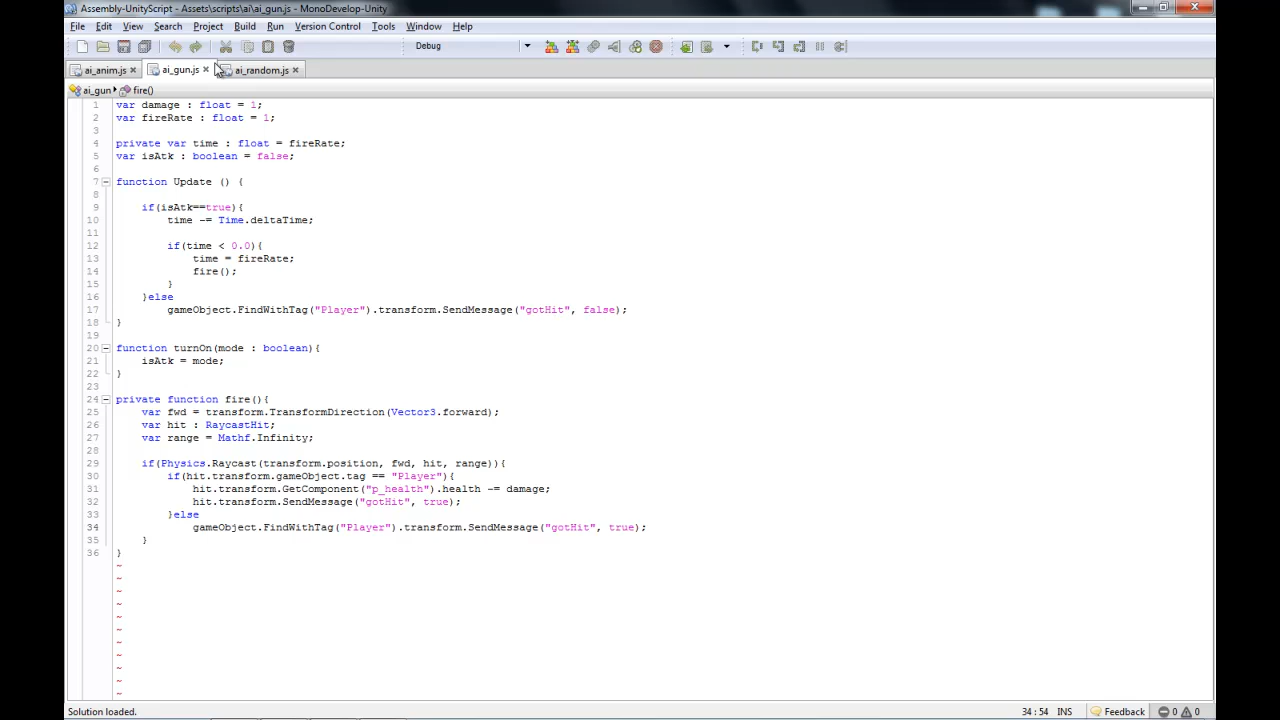 Assembly-UnityScript - Assets\scripts\ai\ai_gun.js - MonoDevelop-Unity
File Edit View Search Project Build Run Version Control Tools Window Help
Debug
ai_anim.js ai_gun.js ai_random.js
ai_gun fire()
1 var damage : float = 1;
2 var fireRate : float = 1;
3
4 private var time : float = fireRate;
5 var isAtk : boolean = false;
6
7 function Update () {
8
9 if(isAtk==true){
10 time -= Time.deltaTime;
11
12 if(time < 0.0){
13 time = fireRate;
14 fire();
15 }
16 }else
17 gameObject.FindWithTag("Player").transform.SendMessage("gotHit", false);
18 }
19
20 function turnOn(mode : boolean){
21 isAtk = mode;
22 }
23
24 private function fire(){
25 var fwd = transform.TransformDirection(Vector3.forward);
26 var hit : RaycastHit;
27 var range = Mathf.Infinity;
28
29 if(Physics.Raycast(transform.position, fwd, hit, range)){
30 if(hit.transform.gameObject.tag == "Player"){
31 hit.transform.GetComponent("p_health").health -= damage;
32 hit.transform.SendMessage("gotHit", true);
33 }else
34 gameObject.FindWithTag("Player").transform.SendMessage("gotHit", true);
35 }
36 }
~
~
~
~
~
~
~
~
~
~
~
Solution loaded. 34 : 54 INS Feedback 0 0